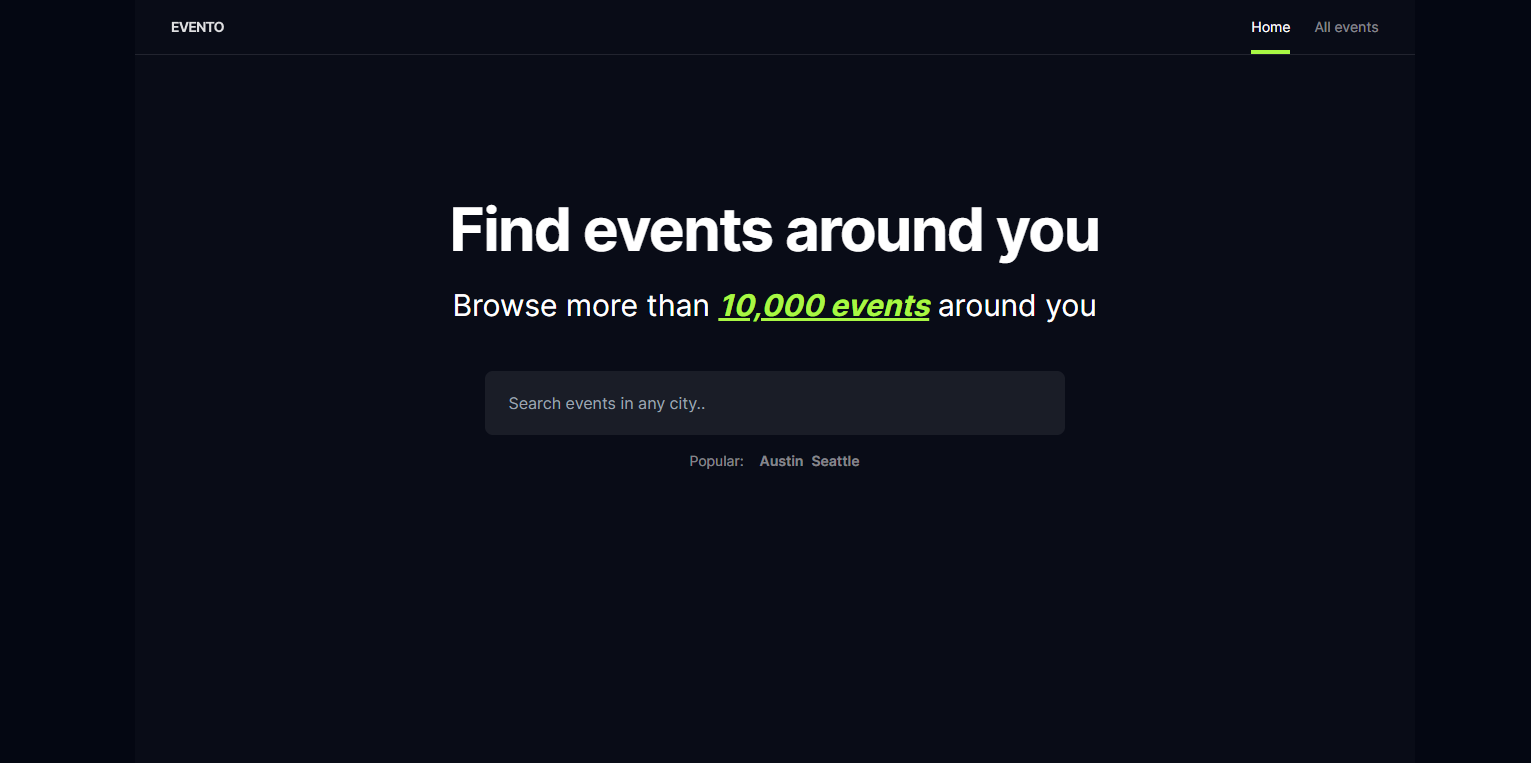 EVENTO
Home All events
Find events around you
Browse more than 10,000 events around you
Search events in any city..
Popular: Austin Seattle